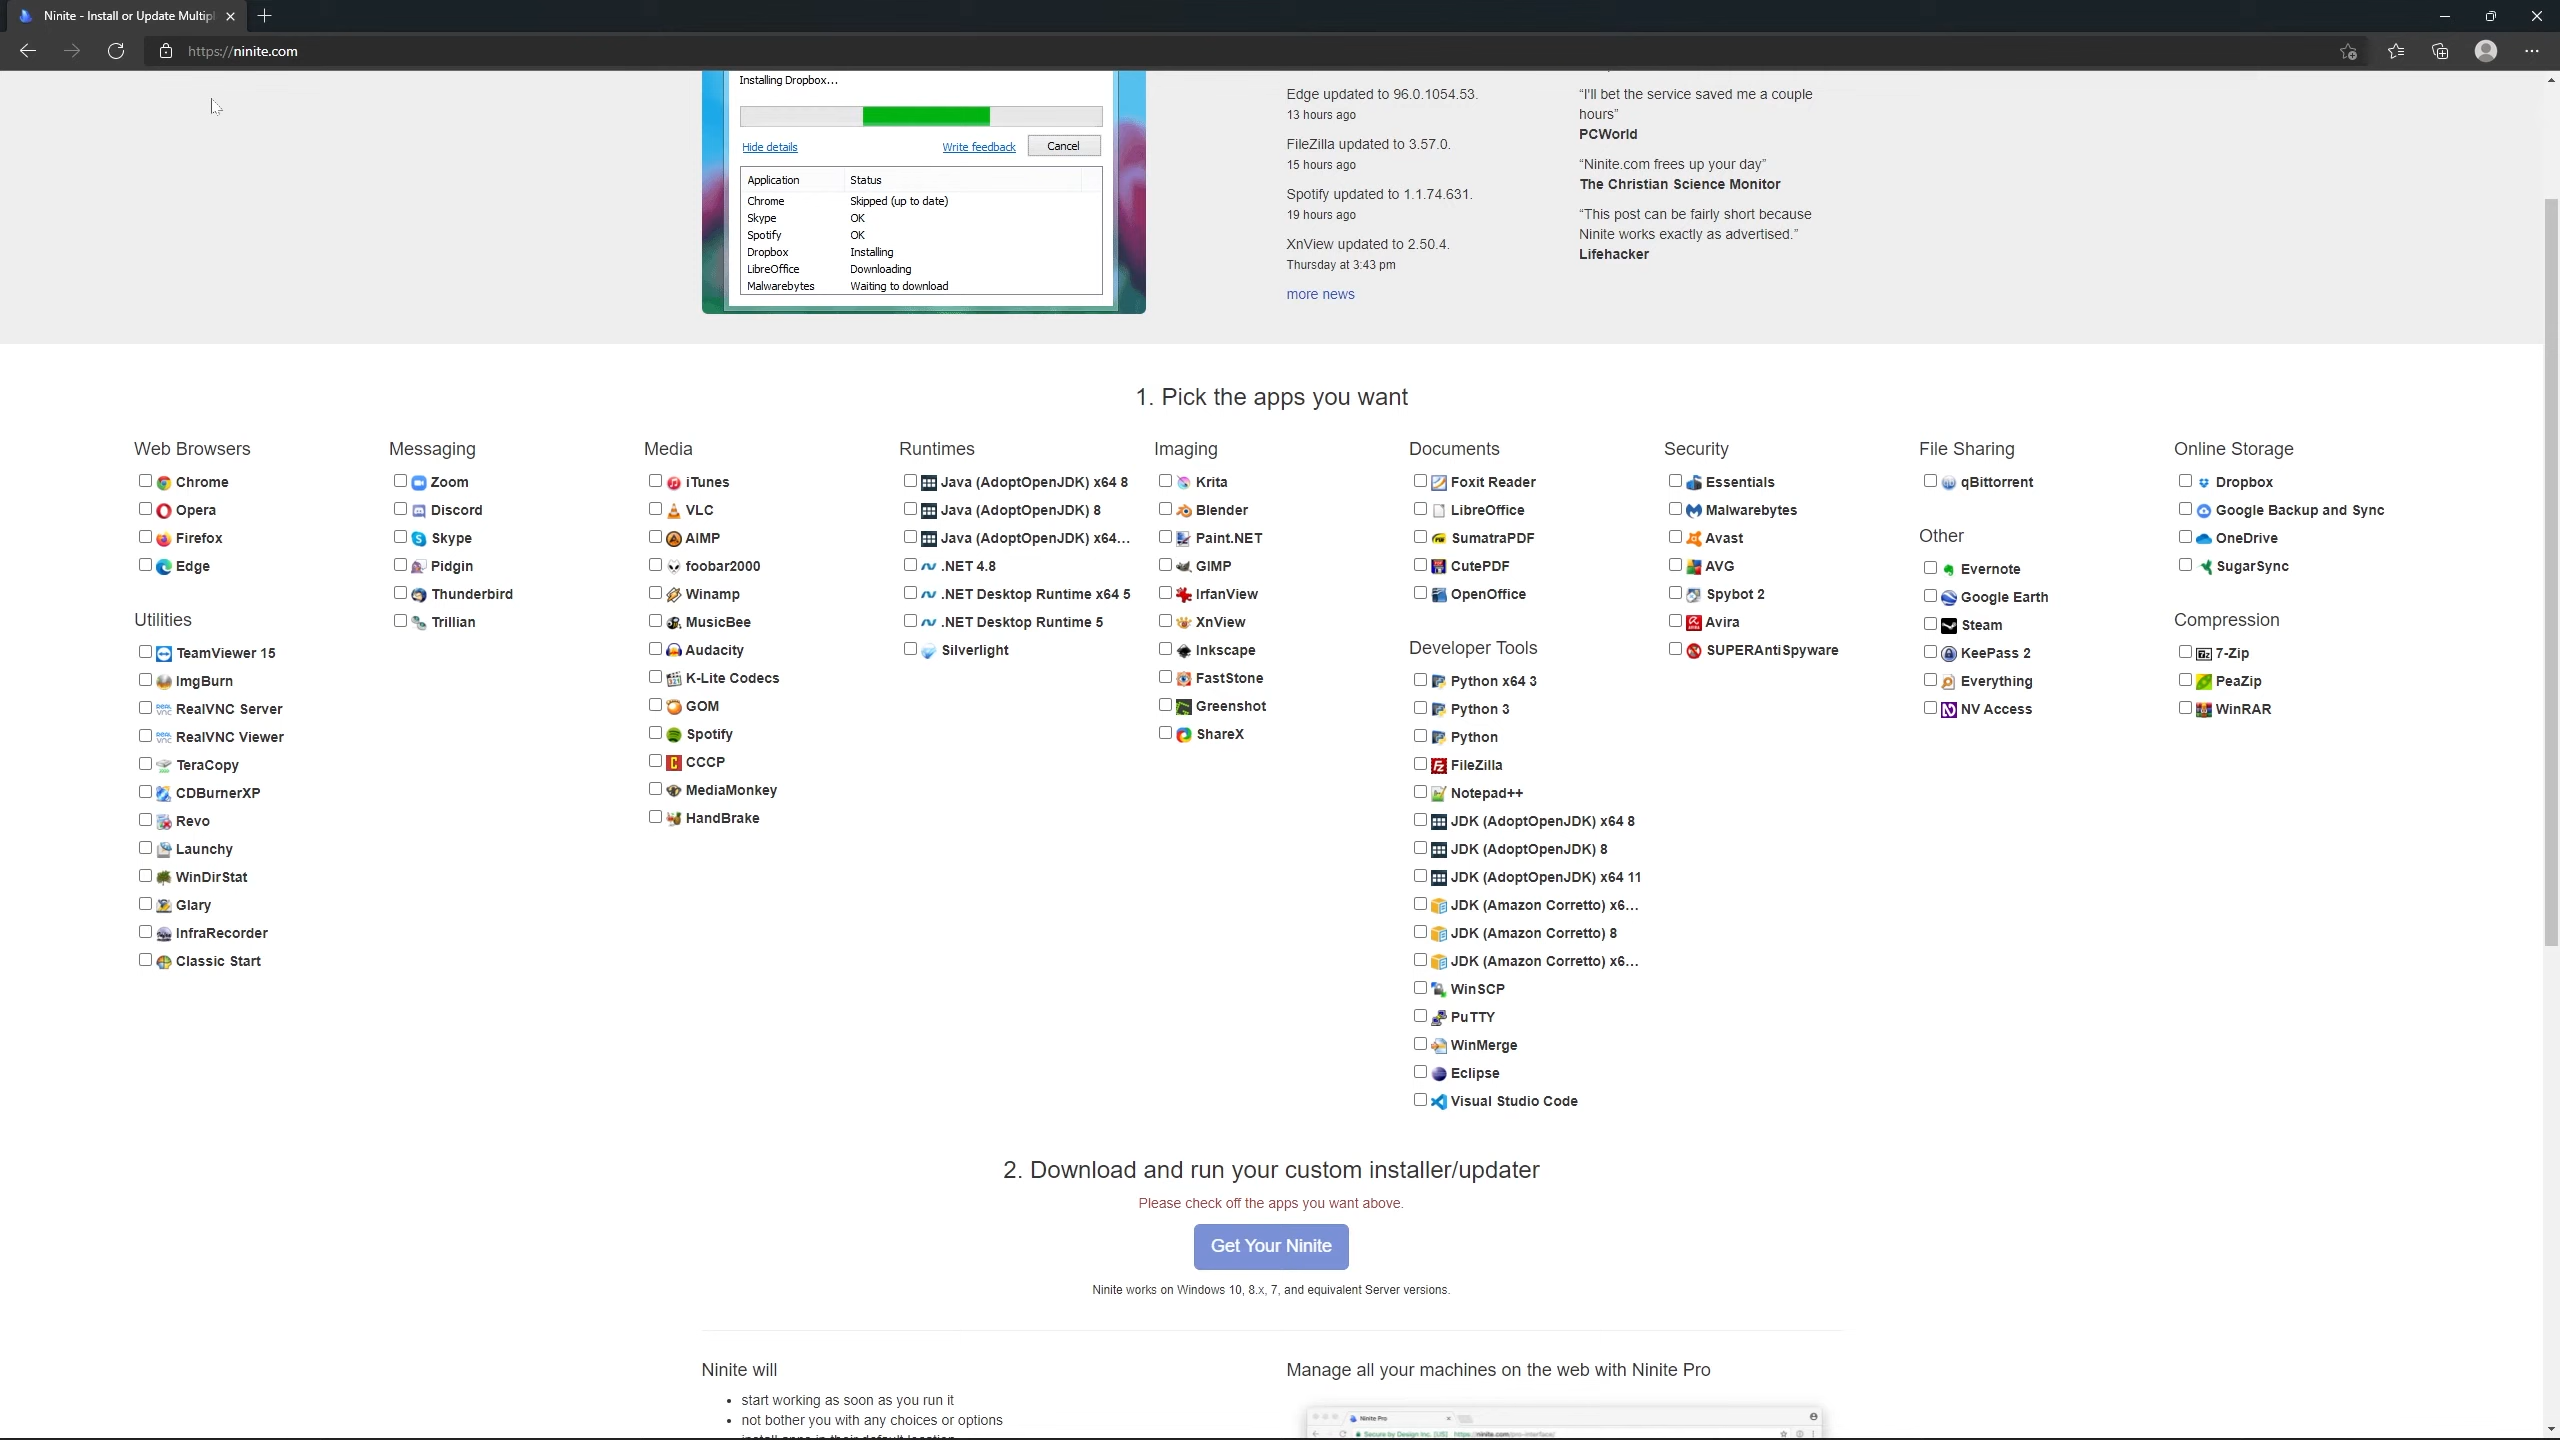 Ninite - Install or Update Multip
https://ninite.com
Installing Dropbox...
Hide details
Write feedback
Cancel
Application Status
Chrome Skipped (up to date)
Skype OK
Spotify OK
Dropbox Installing
LibreOffice Downloading
Malwarebytes Waiting to download
Edge updated to 96.0.1054.53.
13 hours ago
FileZilla updated to 3.57.0.
15 hours ago
Spotify updated to 1.1.74.631.
19 hours ago
XnView updated to 2.50.4.
Thursday at 3:43 pm
more news
“I'll bet the service saved me a couple
hours”
PCWorld
“Ninite.com frees up your day”
The Christian Science Monitor
“This post can be fairly short because
Ninite works exactly as advertised.”
Lifehacker
1. Pick the apps you want
Web Browsers
Chrome
Opera
Firefox
Edge
Utilities
TeamViewer 15
ImgBurn
RealVNC Server
RealVNC Viewer
TeraCopy
CDBurnerXP
Revo
Launchy
WinDirStat
Glary
InfraRecorder
Classic Start
Messaging
Zoom
Discord
Skype
Pidgin
Thunderbird
Trillian
Media
iTunes
VLC
AIMP
foobar2000
Winamp
MusicBee
Audacity
K-Lite Codecs
GOM
Spotify
CCCP
MediaMonkey
HandBrake
Runtimes
Java (AdoptOpenJDK) x64 8
Java (AdoptOpenJDK) 8
Java (AdoptOpenJDK) x64...
.NET 4.8
.NET Desktop Runtime x64 5
.NET Desktop Runtime 5
Silverlight
Imaging
Krita
Blender
Paint.NET
GIMP
IrfanView
XnView
Inkscape
FastStone
Greenshot
ShareX
Documents
Foxit Reader
LibreOffice
SumatraPDF
CutePDF
OpenOffice
Developer Tools
Python x64 3
Python 3
Python
FileZilla
Notepad++
JDK (AdoptOpenJDK) x64 8
JDK (AdoptOpenJDK) 8
JDK (AdoptOpenJDK) x64 11
JDK (Amazon Corretto) x6...
JDK (Amazon Corretto) 8
JDK (Amazon Corretto) x6...
WinSCP
PuTTY
WinMerge
Eclipse
Visual Studio Code
Security
Essentials
Malwarebytes
Avast
AVG
Spybot 2
Avira
SUPERAntiSpyware
File Sharing
qBittorrent
Other
Evernote
Google Earth
Steam
KeePass 2
Everything
NV Access
Online Storage
Dropbox
Google Backup and Sync
OneDrive
SugarSync
Compression
7-Zip
PeaZip
WinRAR
2. Download and run your custom installer/updater
Please check off the apps you want above.
Get Your Ninite
Ninite works on Windows 10, 8.x, 7, and equivalent Server versions.
Ninite will
• start working as soon as you run it
• not bother you with any choices or options
Manage all your machines on the web with Ninite Pro
Ninite Pro